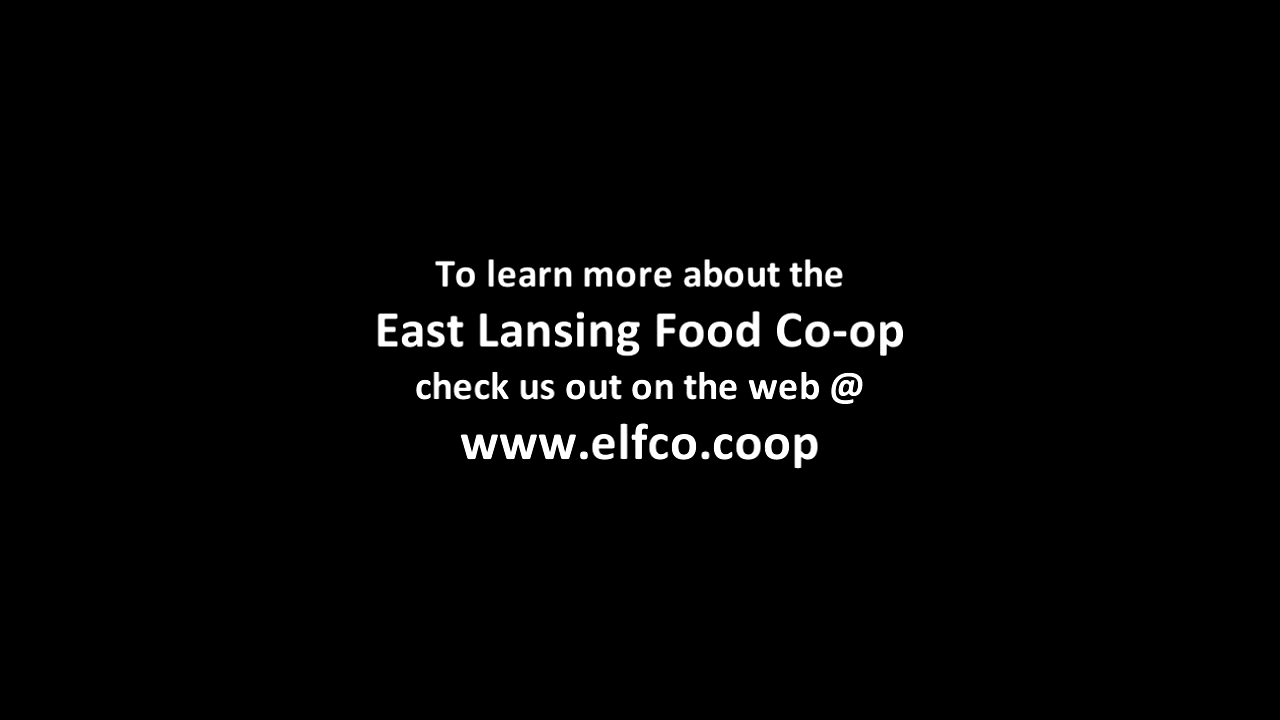 To learn more about the
East Lansing Food Co-op
check us out on the web @
www.elfco.coop